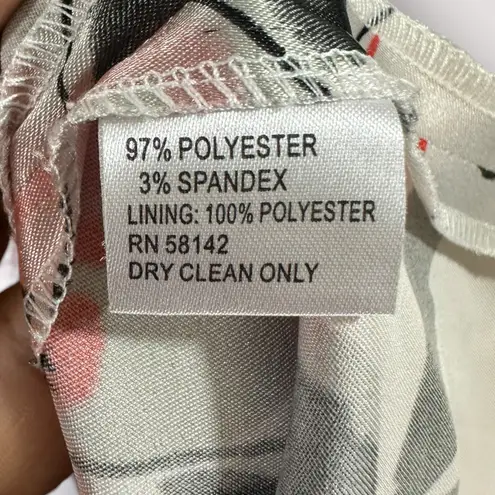 97% POLYESTER
3% SPANDEX
LINING: 100% POLYESTER
RN 58142
DRY CLEAN ONLY